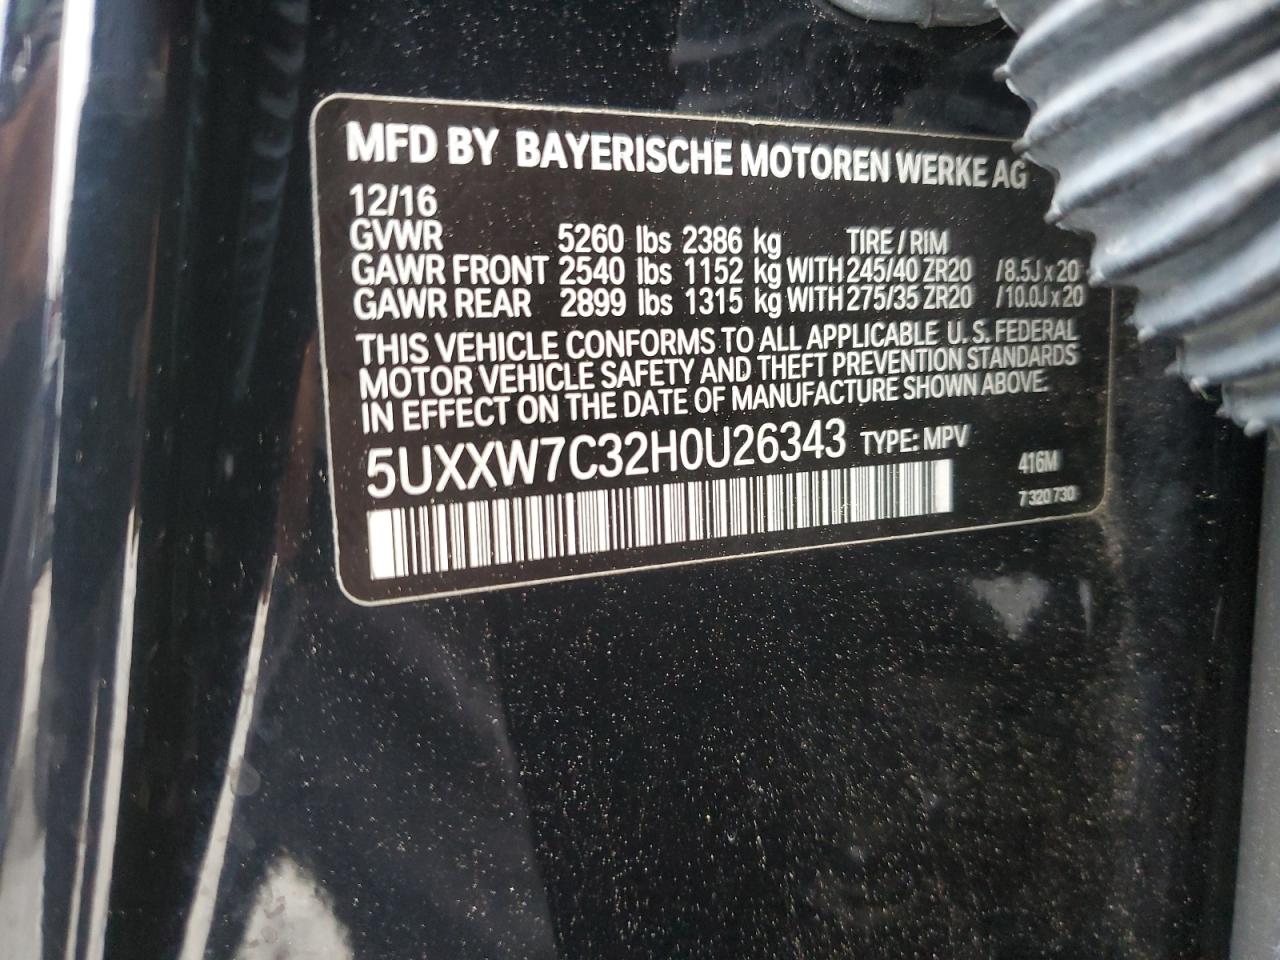 MFD BY BAYERISCHE MOTOREN WERKE AG
12/16
GVWR 5260 lbs 2386 kg TIRE / RIM
GAWR FRONT 2540 lbs 1152 kg WITH 245/40 ZR20 /8.5J x 20
GAWR REAR 2899 lbs 1315 kg WITH 275/35 ZR20 /10.0J x 20
THIS VEHICLE CONFORMS TO ALL APPLICABLE U.S. FEDERAL
MOTOR VEHICLE SAFETY AND THEFT PREVENTION STANDARDS
IN EFFECT ON THE DATE OF MANUFACTURE SHOWN ABOVE.
5UXXW7C32H0U26343 TYPE: MPV
416M
7 320 730